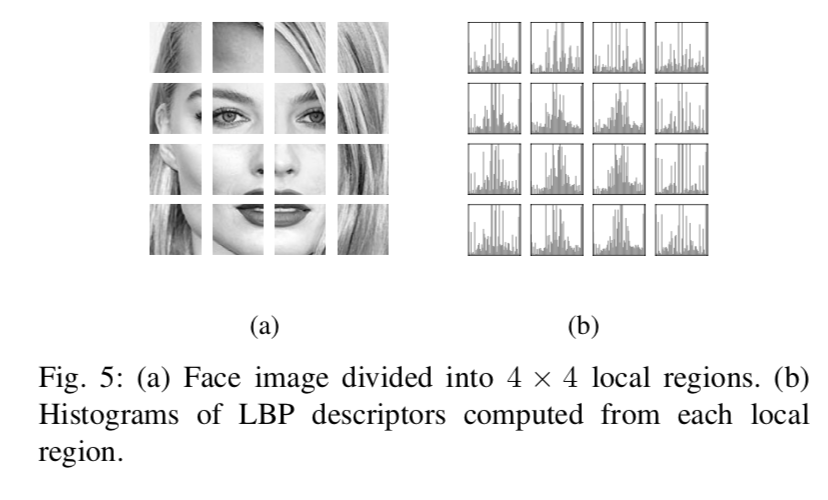 (a)
(b)
Fig. 5: (a) Face image divided into 4 × 4 local regions. (b)
Histograms of LBP descriptors computed from each local
region.